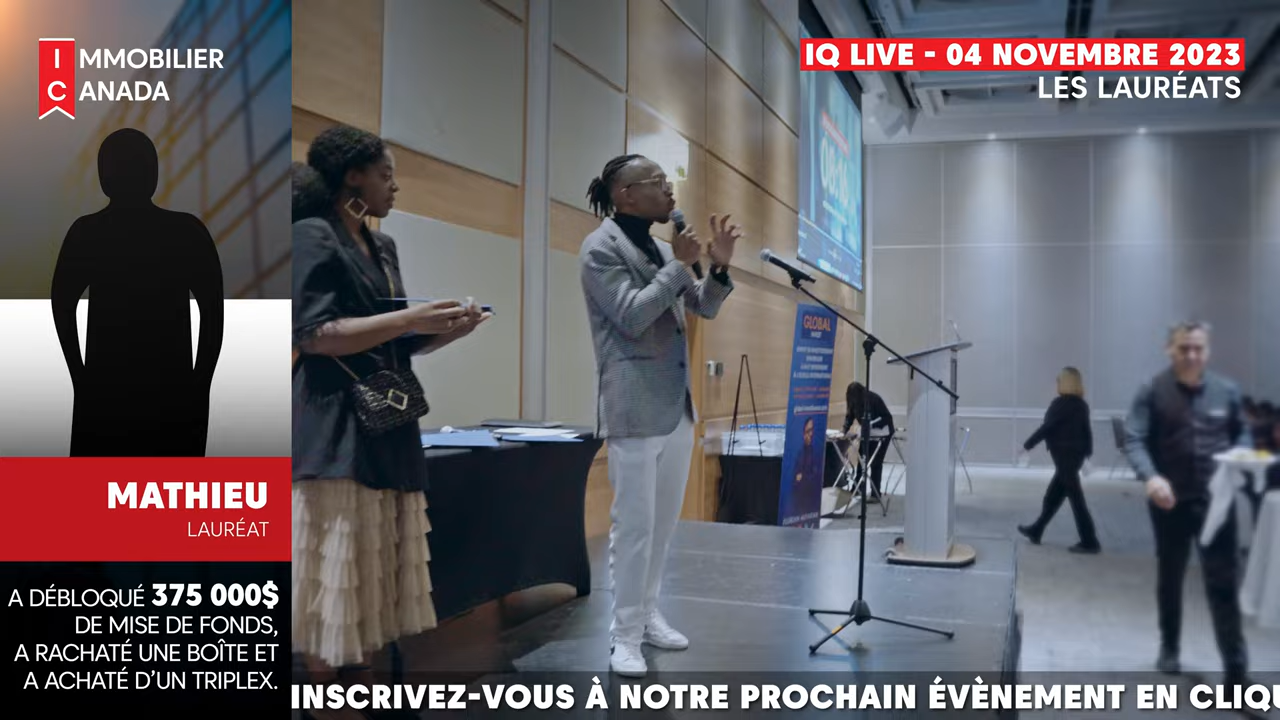 IMMOBILIER
CANADA
IQ LIVE - 04 NOVEMBRE 2023
LES LAURÉATS
GLOBAL
MATHIEU
LAURÉAT
A DÉBLOQUÉ 375 000$
DE MISE DE FONDS,
A RACHATÉ UNE BOÎTE ET
A ACHATÉ D'UN TRIPLEX.
INSCRIVEZ-VOUS À NOTRE PROCHAIN ÉVÈNEMENT EN CLIQU